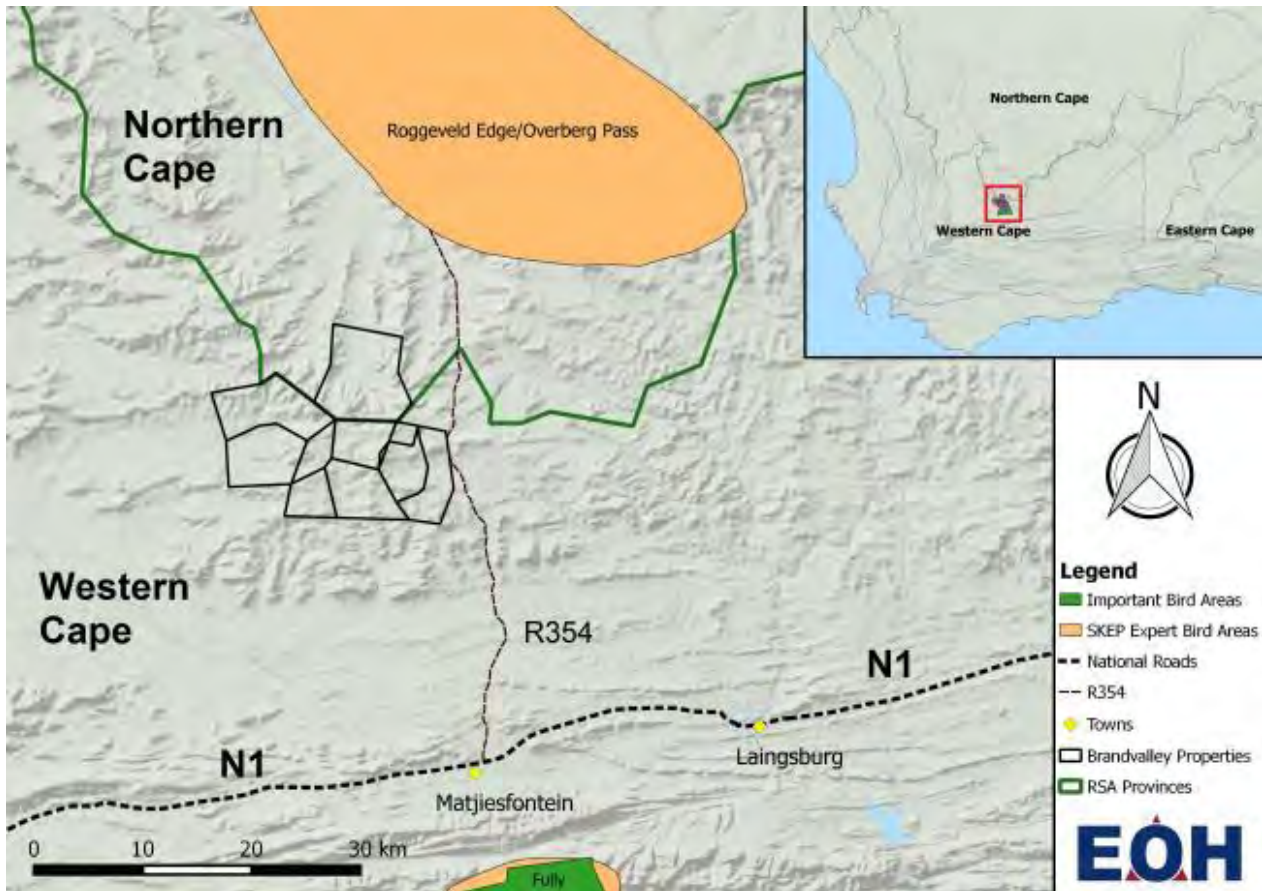 Northern
Cape
Roggeveld Edge/Overberg Pass
Northern Cape
Western Cape
Eastern Cape
Western
Cape
R354
N1
N1
Laingsburg
Matjiesfontein
0 10 20 30 km
Fully
N
Legend
Important Bird Areas
SKEP Expert Bird Areas
National Roads
R354
Towns
Brandvalley Properties
RSA Provinces
EOH